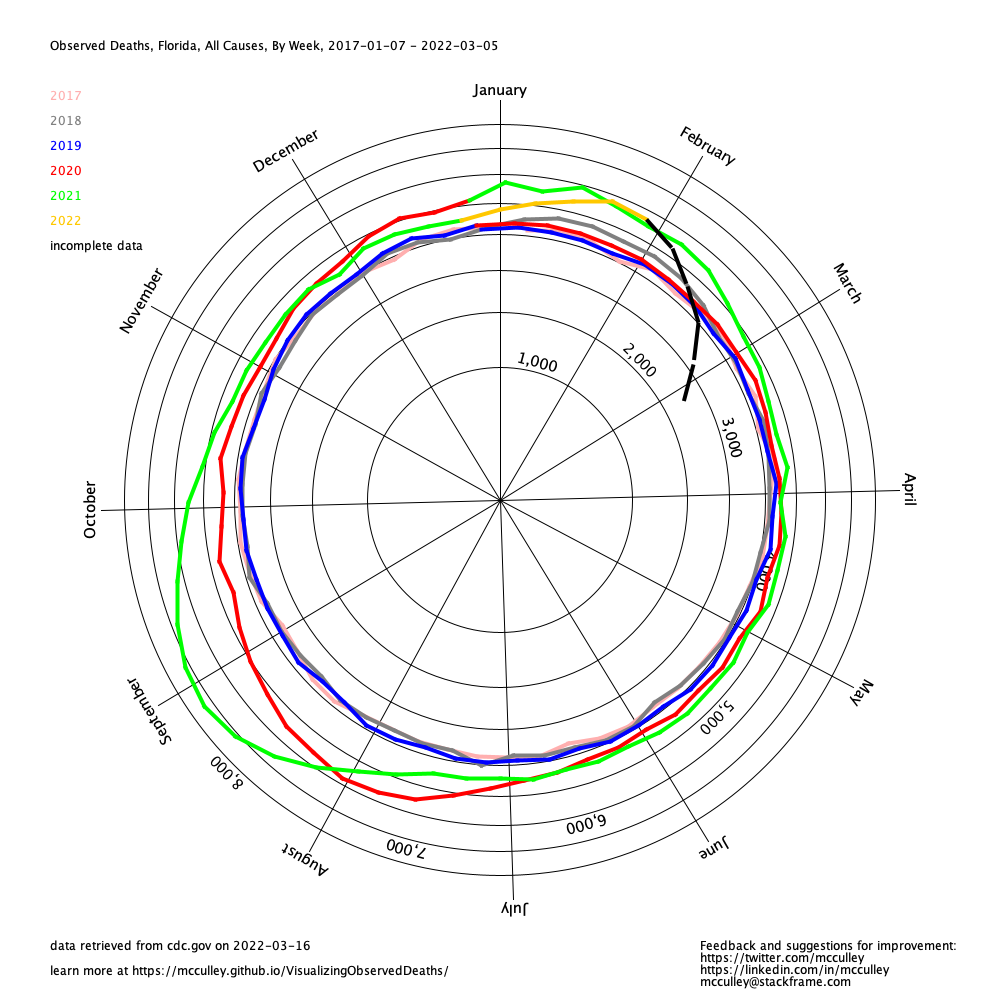 Observed Deaths, Florida, All Causes, By Week, 2017-01-07 - 2022-03-05
2017
2018
2019
2020
2021
2022
incomplete data
January
February
March
April
May
June
July
August
September
October
November
December
1,000
2,000
3,000
5,000
6,000
7,000
8,000
data retrieved from cdc.gov on 2022-03-16
learn more at https://mcculley.github.io/VisualizingObservedDeaths/
Feedback and suggestions for improvement:
https://twitter.com/mcculley
https://linkedin.com/in/mcculley
mcculley@stackframe.com